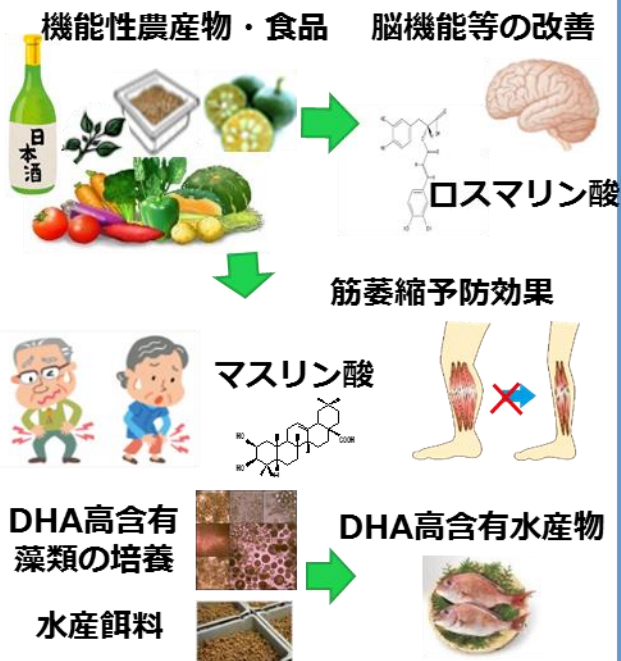 機能性農産物・食品
脳機能等の改善
日本酒
ロスマリン酸
筋萎縮予防効果
マスリン酸
HO
HO
COOH
DHA高含有
藻類の培養
DHA高含有水産物
水産餌料